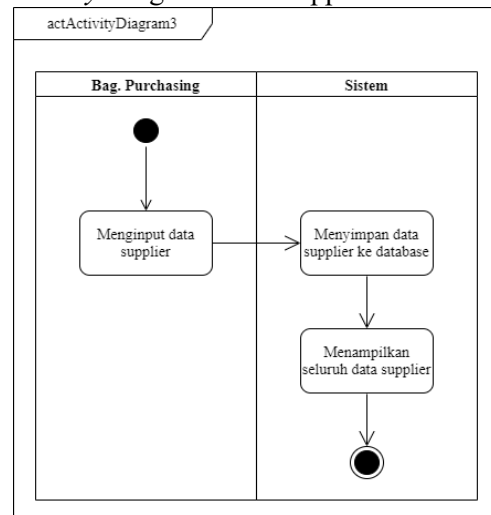 actActivityDiagram3
Bag. Purchasing
Sistem
Menginput data
supplier
Menyimpan data
supplier ke database
Menampilkan
seluruh data supplier